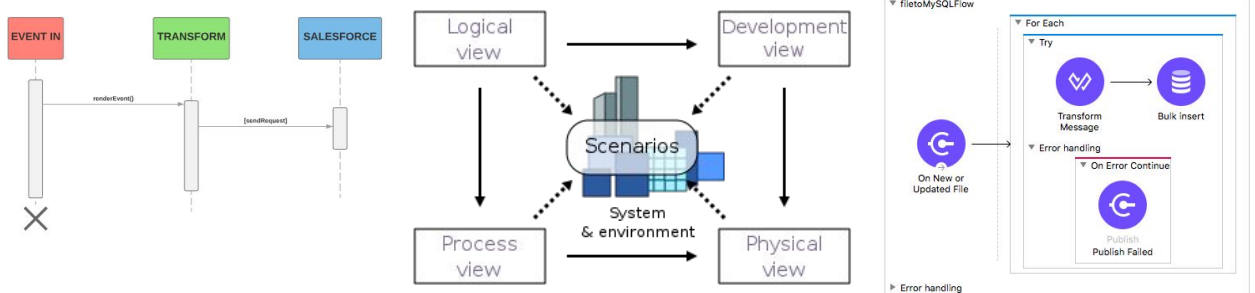 EVENT IN
TRANSFORM
SALESFORCE
renderEvent()
[sendRequest]
Logical
view
Development
view
Scenarios
System
& environment
Process
view
Physical
view
filetoMySQLFlow
For Each
Try
Transform
Message
Bulk insert
On New or
Updated File
Error handling
On Error Continue
Publish
Publish Failed
Error handling